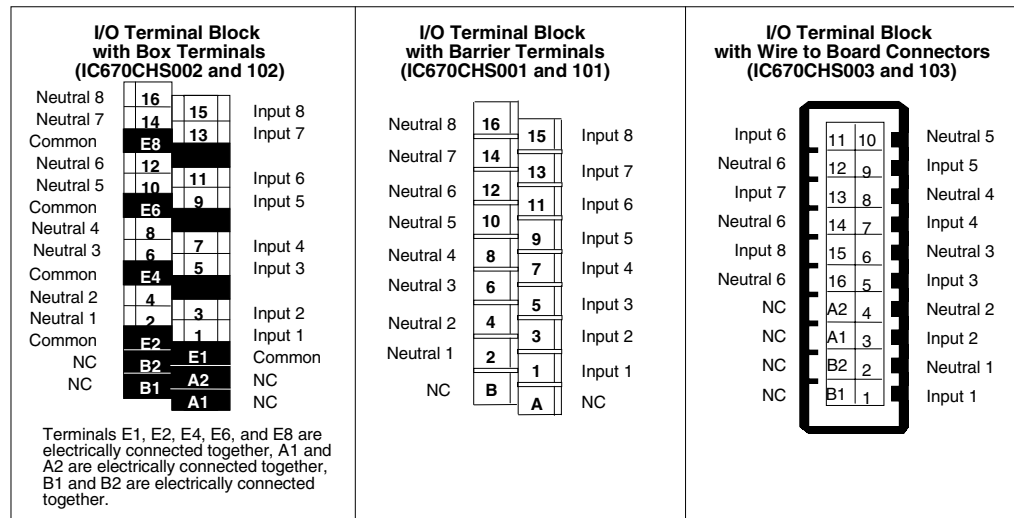 I/O Terminal Block
with Box Terminals
(IC670CHS002 and 102)
Neutral 8 16
15 Input 8
Neutral 7 14
13 Input 7
Common E8
Neutral 6 12
11 Input 6
Neutral 5 10
9 Input 5
Common E6
Neutral 4 8
7 Input 4
Neutral 3 6
5 Input 3
Common E4
Neutral 2 4
3 Input 2
Neutral 1 2
1 Input 1
Common E2
E1 Common
NC B2
A2 NC
NC B1
A1 NC
Terminals E1, E2, E4, E6, and E8 are
electrically connected together, A1 and
A2 are electrically connected together,
B1 and B2 are electrically connected
together.
I/O Terminal Block
with Barrier Terminals
(IC670CHS001 and 101)
Neutral 8 16
15 Input 8
Neutral 7 14
13 Input 7
Neutral 6 12
11 Input 6
Neutral 5 10
9 Input 5
Neutral 4 8
7 Input 4
Neutral 3 6
5 Input 3
Neutral 2 4
3 Input 2
Neutral 1 2
1 Input 1
NC B
A NC
I/O Terminal Block
with Wire to Board Connectors
(IC670CHS003 and 103)
Input 6 11 10 Neutral 5
Neutral 6 12 9 Input 5
Input 7 13 8 Neutral 4
Neutral 6 14 7 Input 4
Input 8 15 6 Neutral 3
Neutral 6 16 5 Input 3
NC A2 4 Neutral 2
NC A1 3 Input 2
NC B2 2 Neutral 1
NC B1 1 Input 1